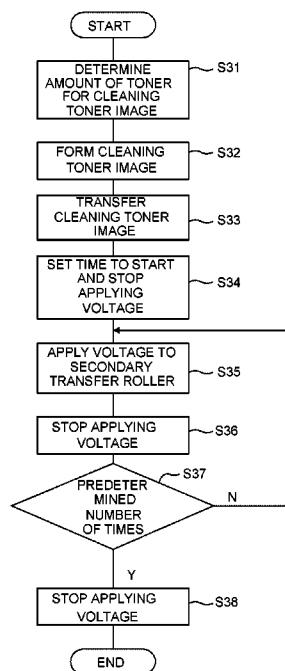 START
DETERMINE
AMOUNT OF TONER
FOR CLEANING
TONER IMAGE
S31
FORM CLEANING
TONER IMAGE
S32
TRANSFER
CLEANING TONER
IMAGE
S33
SET TIME TO START
AND STOP
APPLYING
VOLTAGE
S34
APPLY VOLTAGE TO
SECONDARY
TRANSFER ROLLER
S35
STOP APPLYING
VOLTAGE
S36
S37
PREDETER
MINED
NUMBER
OF TIMES
N
Y
STOP APPLYING
VOLTAGE
S38
END